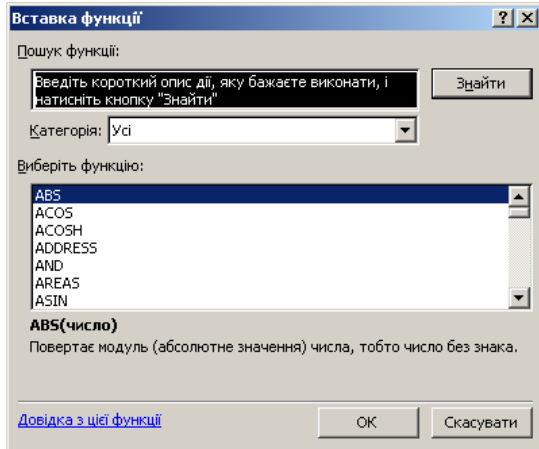 Вставка функції
Пошук функції:
Введіть короткий опис дії, яку бажаєте виконати, і
натисніть кнопку "Знайти"
Знайти
Категорія: Усі
Виберіть функцію:
ABS
ACOS
ACOSH
ADDRESS
AND
AREAS
ASIN
ABS(число)
Повертає модуль (абсолютне значення) числа, тобто число без знака.
Довідка з цієї функції
ОК
Скасувати